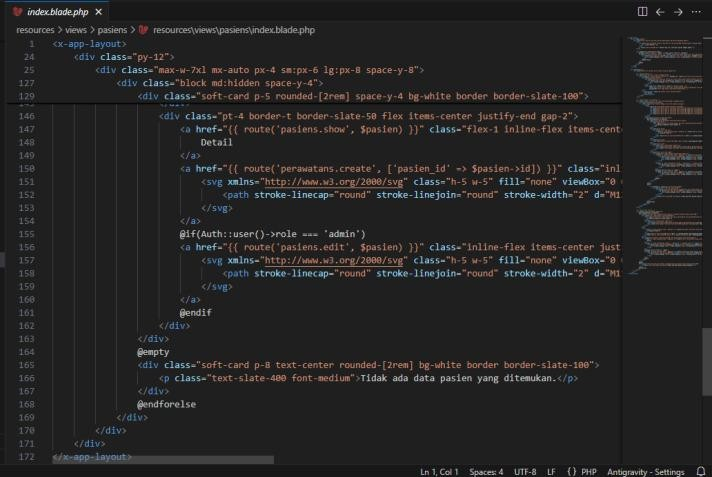 index.blade.php
resources > views > pasiens > resources\views\pasiens\index.blade.php
1 <x-app-layout>
24 <div class="py-12">
25 <div class="max-w-7xl mx-auto px-4 sm:px-6 lg:px-8 space-y-8">
128 <div class="block md:hidden space-y-4">
129 <div class="soft-card p-5 rounded-[2rem] space-y-4 bg-white border border-slate-100">
145 </div>
146 <div class="pt-4 border-t border-slate-50 flex items-center justify-end gap-2">
147 <a href="{{ route('pasiens.show', $pasien) }}" class="flex-1 inline-flex items-cent
148 Detail
149 </a>
150 <a href="{{ route('perawatans.create', ['pasien_id' => $pasien->id]) }}" class="inl
151 <svg xmlns="http://www.w3.org/2000/svg" class="h-5 w-5" fill="none" viewBox="0
152 <path stroke-linecap="round" stroke-linejoin="round" stroke-width="2" d="M1
153 </svg>
154 </a>
155 @if(Auth::user()->role === 'admin')
156 <a href="{{ route('pasiens.edit', $pasien) }}" class="inline-flex items-center just
157 <svg xmlns="http://www.w3.org/2000/svg" class="h-5 w-5" fill="none" viewBox="0
158 <path stroke-linecap="round" stroke-linejoin="round" stroke-width="2" d="M1
159 </svg>
160 </a>
161 @endif
162 </div>
163 </div>
164 @empty
165 <div class="soft-card p-8 text-center rounded-[2rem] bg-white border border-slate-100">
166 <p class="text-slate-400 font-medium">Tidak ada data pasien yang ditemukan.</p>
167 </div>
168 @endforelse
169 </div>
170 </div>
171 </div>
172 </x-app-layout>
Ln 1, Col 1 Spaces: 4 UTF-8 LF {} PHP Antigravity - Settings